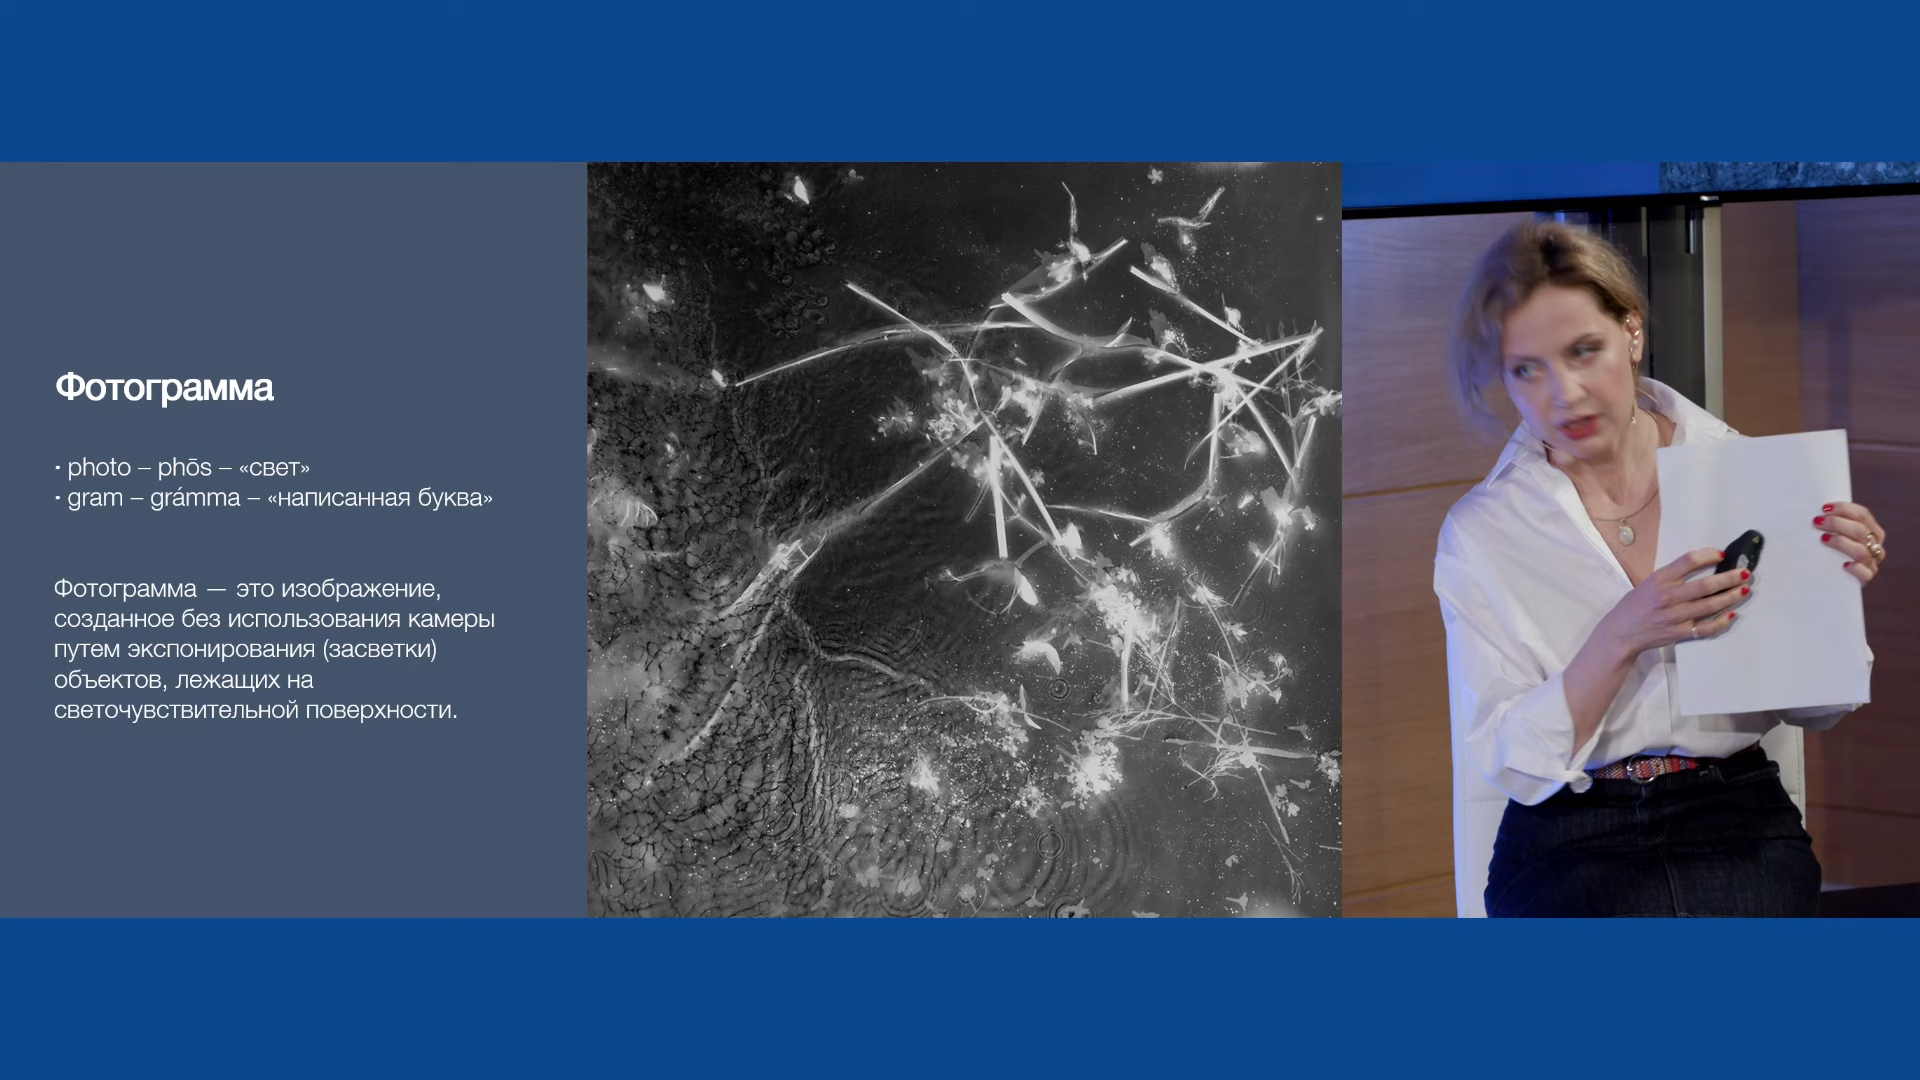 Фотограмма
· photo – phōs – «свет»
· gram – grámma – «написанная буква»
Фотограмма — это изображение,
созданное без использования камеры
путем экспонирования (засветки)
объектов, лежащих на
светочувствительной поверхности.